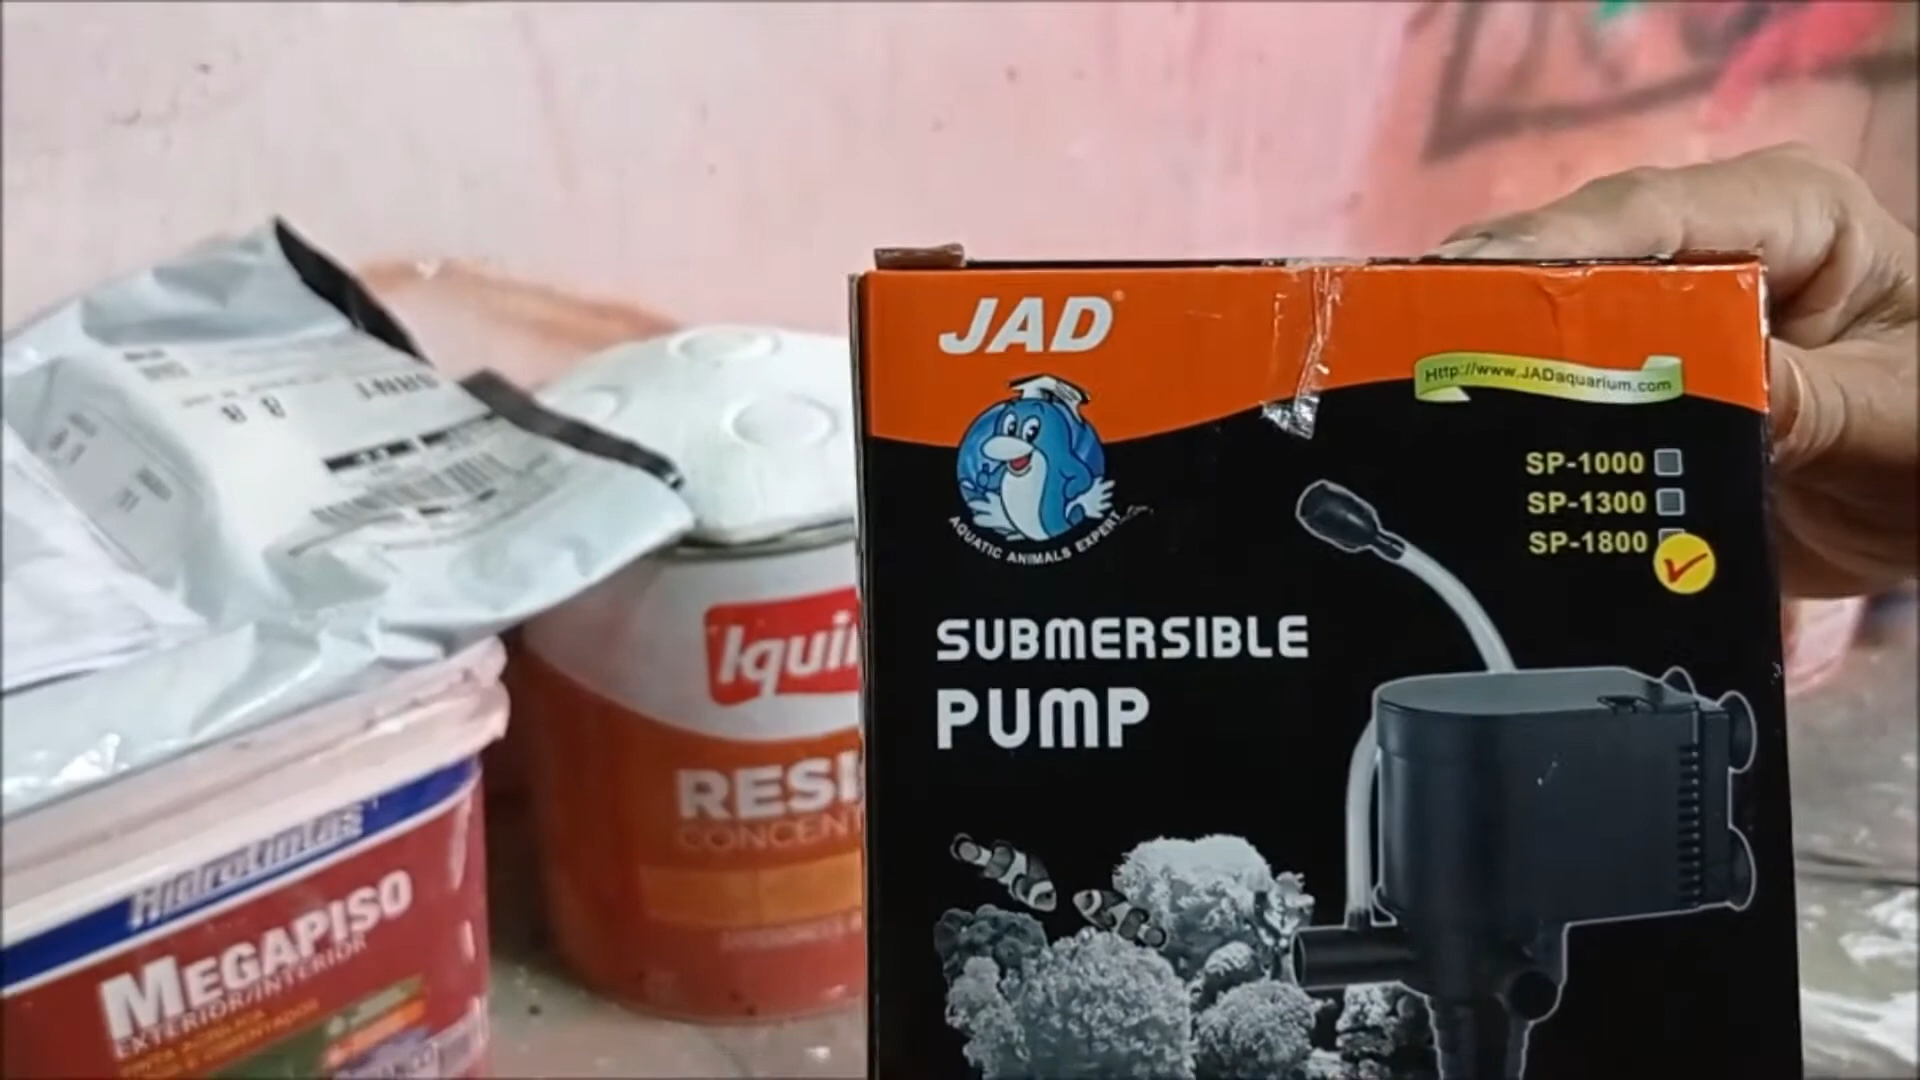 JAD
Http://www.JADaquarium.com
AQUATIC ANIMALS EXPERT
SP-1000
SP-1300
SP-1800
SUBMERSIBLE
PUMP
Iqui
RESI
CONCENT
Hidrotintas
MEGAPISO
EXTERIOR/INTERIOR